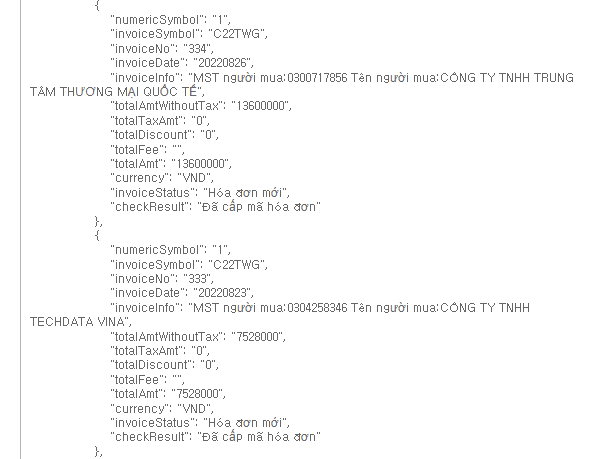 {
"numericSymbol": "1",
"invoiceSymbol": "C22TWG",
"invoiceNo": "334",
"invoiceDate": "20220826",
"invoiceInfo": "MST người mua:0300717856 Tên người mua:CÔNG TY TNHH TRUNG
TÂM THƯƠNG MẠI QUỐC TẾ",
"totalAmtWithoutTax": "13600000",
"totalTaxAmt": "0",
"totalDiscount": "0",
"totalFee": "",
"totalAmt": "13600000",
"currency": "VND",
"invoiceStatus": "Hóa đơn mới",
"checkResult": "Đã cấp mã hóa đơn"
},
{
"numericSymbol": "1",
"invoiceSymbol": "C22TWG",
"invoiceNo": "333",
"invoiceDate": "20220823",
"invoiceInfo": "MST người mua:0304258346 Tên người mua:CÔNG TY TNHH
TECHDATA VINA",
"totalAmtWithoutTax": "7528000",
"totalTaxAmt": "0",
"totalDiscount": "0",
"totalFee": "",
"totalAmt": "7528000",
"currency": "VND",
"invoiceStatus": "Hóa đơn mới",
"checkResult": "Đã cấp mã hóa đơn"
},